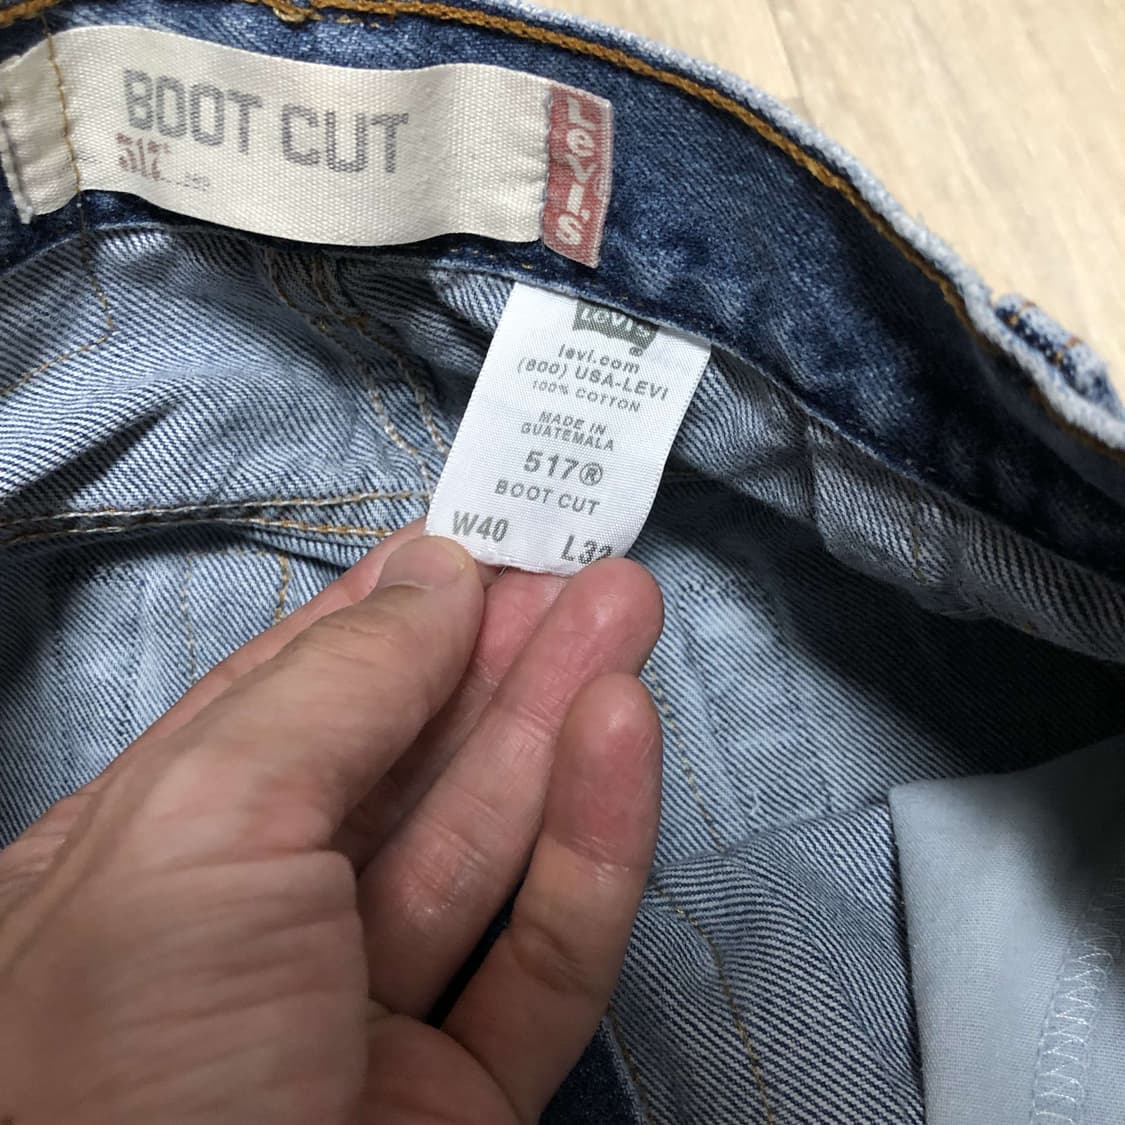 BOOT CUT
517
LEVI'S
Levi's
®
levi.com
(800) USA-LEVI
100% COTTON
MADE IN
GUATEMALA
517®
BOOT CUT
W40 L32